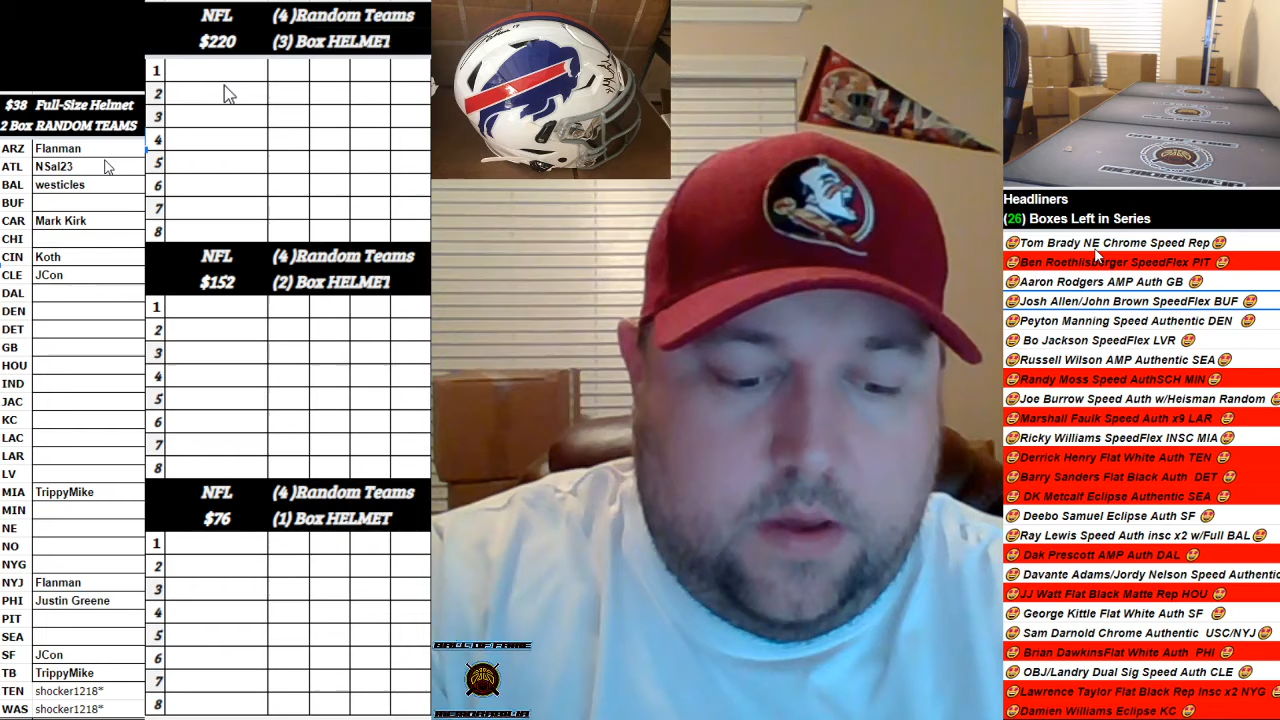 $38 Full-Size Helmet
2 Box RANDOM TEAMS
ARZ Flanman
ATL NSal23
BAL westicles
BUF
CAR Mark Kirk
CHI
CIN Koth
CLE JCon
DAL
DEN
DET
GB
HOU
IND
JAC
KC
LAC
LAR
LV
MIA TrippyMike
MIN
NE
NO
NYG
NYJ Flanman
PHI Justin Greene
PIT
SEA
SF JCon
TB TrippyMike
TEN shocker1218*
WAS shocker1218*
NFL (4 )Random Teams
$220 (3) Box HELMET
1
2
3
4
5
6
7
8
NFL (4 )Random Teams
$152 (2) Box HELMET
1
2
3
4
5
6
7
8
NFL (4 )Random Teams
$76 (1) Box HELMET
1
2
3
4
5
6
7
8
BALLS OF FAME
MEMORABILIA
MEMORABILIA
Headliners
(26) Boxes Left in Series
Tom Brady NE Chrome Speed Rep
Ben Roethlisburger SpeedFlex PIT
Aaron Rodgers AMP Auth GB
Josh Allen/John Brown SpeedFlex BUF
Peyton Manning Speed Authentic DEN
Bo Jackson SpeedFlex LVR
Russell Wilson AMP Authentic SEA
Randy Moss Speed AuthSCH MIN
Joe Burrow Speed Auth w/Heisman Random
Marshall Faulk Speed Auth x9 LAR
Ricky Williams SpeedFlex INSC MIA
Derrick Henry Flat White Auth TEN
Barry Sanders Flat Black Auth DET
DK Metcalf Eclipse Authentic SEA
Deebo Samuel Eclipse Auth SF
Ray Lewis Speed Auth insc x2 w/Full BAL
Dak Prescott AMP Auth DAL
Davante Adams/Jordy Nelson Speed Authentic
JJ Watt Flat Black Matte Rep HOU
George Kittle Flat White Auth SF
Sam Darnold Chrome Authentic USC/NYJ
Brian DawkinsFlat White Auth PHI
OBJ/Landry Dual Sig Speed Auth CLE
Lawrence Taylor Flat Black Rep Insc x2 NYG
Damien Williams Eclipse KC